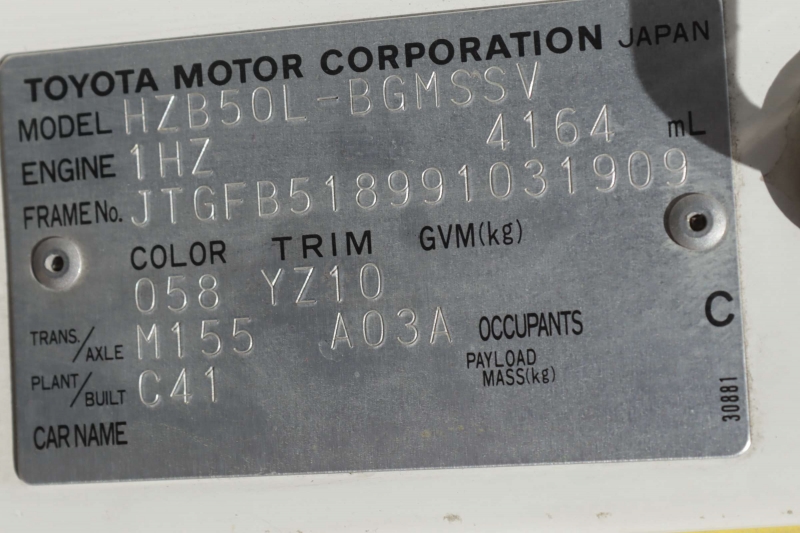 TOYOTA MOTOR CORPORATION JAPAN
MODEL HZB50L-BGMSSV
ENGINE 1HZ 4164 mL
FRAME No. JTGFB518991031909
COLOR TRIM GVM(kg)
058 YZ10
C
TRANS./AXLE M155 A03A OCCUPANTS
PAYLOAD MASS(kg)
PLANT/BUILT C41
30881
CAR NAME